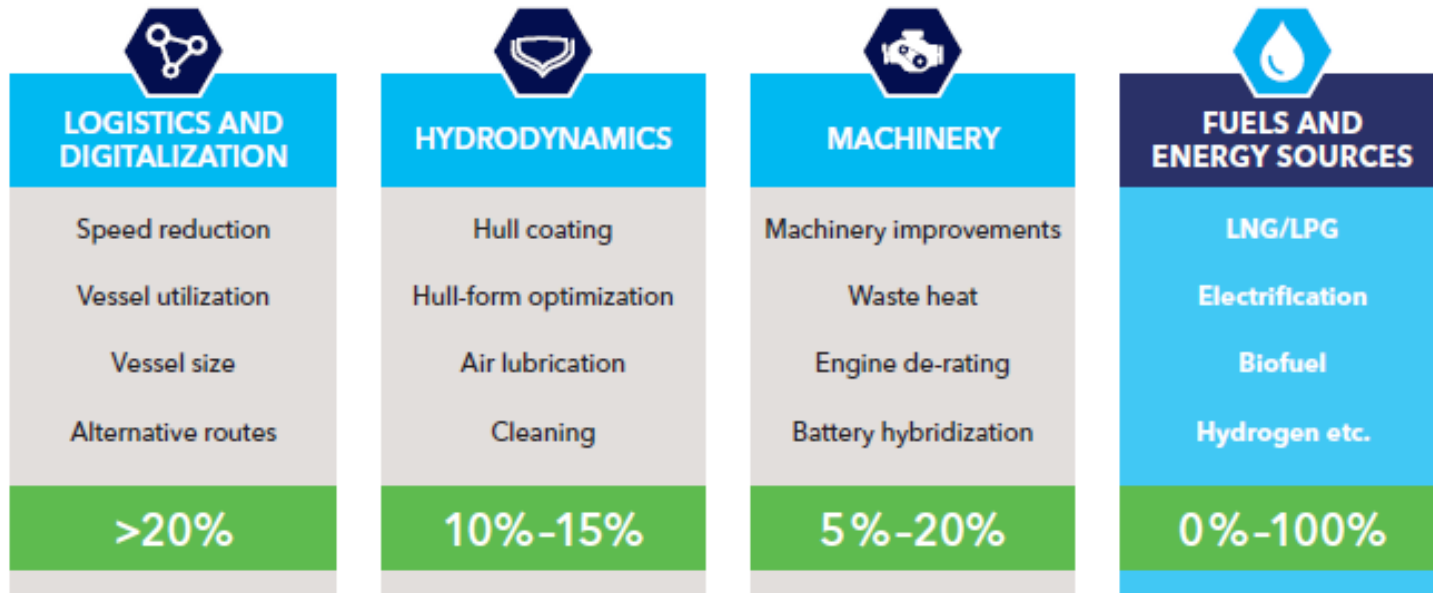 LOGISTICS AND
DIGITALIZATION
Speed reduction
Vessel utilization
Vessel size
Alternative routes
>20%
HYDRODYNAMICS
Hull coating
Hull-form optimization
Air lubrication
Cleaning
10%-15%
MACHINERY
Machinery improvements
Waste heat
Engine de-rating
Battery hybridization
5%-20%
FUELS AND
ENERGY SOURCES
LNG/LPG
Electrification
Biofuel
Hydrogen etc.
0%-100%